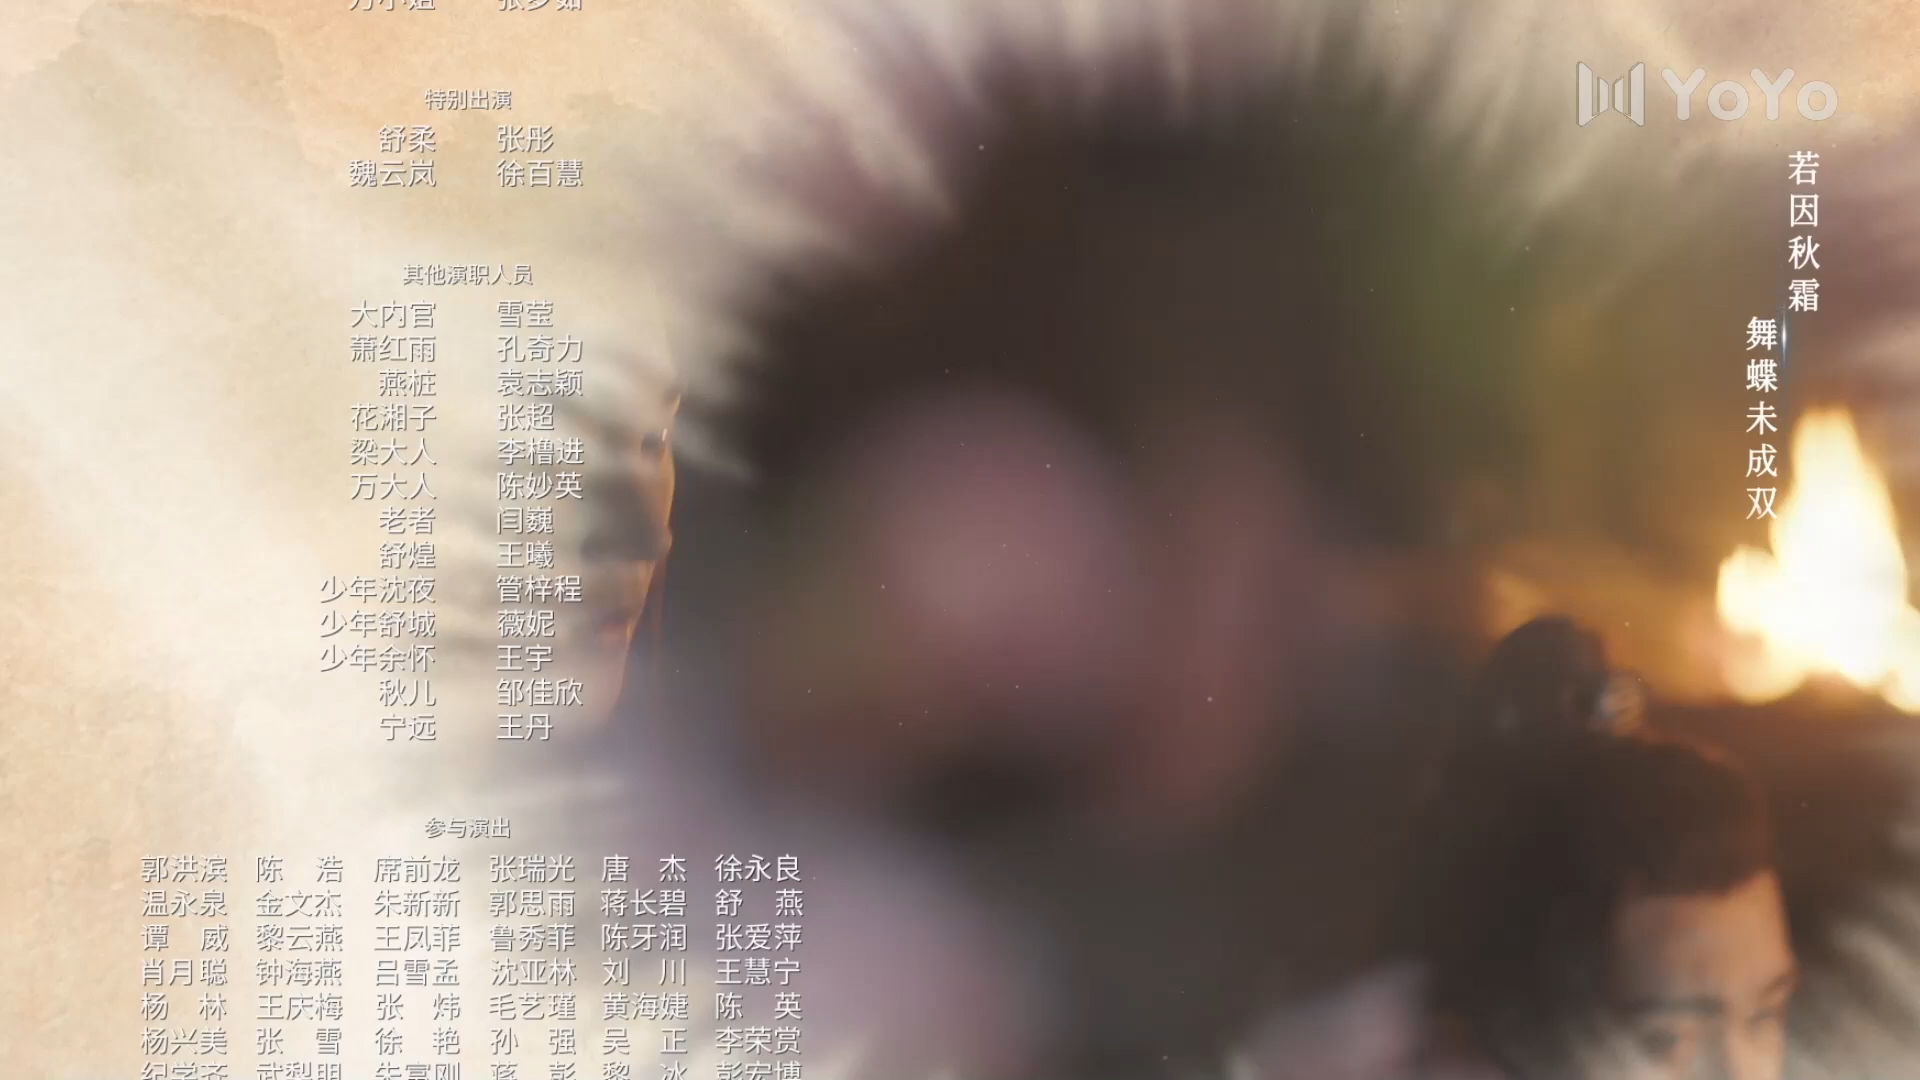 特别出演
舒柔 张彤
魏云岚 徐百慧
其他演职人员
大内官 雪莹
萧红雨 孔奇力
燕桩 袁志颖
花湘子 张超
梁大人 李橹进
万大人 陈妙英
老者 闫巍
舒煌 王曦
少年沈夜 管梓程
少年舒城 薇妮
少年余怀 王宇
秋儿 邹佳欣
宁远 王丹
参与演出
郭洪滨 陈 浩 席前龙 张瑞光 唐 杰 徐永良
温永泉 金文杰 朱新新 郭思雨 蒋长碧 舒 燕
谭 威 黎云燕 王凤菲 鲁秀菲 陈牙润 张爱萍
肖月聪 钟海燕 吕雪孟 沈亚林 刘 川 王慧宁
杨 林 王庆梅 张 炜 毛艺瑾 黄海婕 陈 英
杨兴美 张 雪 徐 艳 孙 强 吴 正 李荣赏
YoYo
若因秋霜
舞蝶未成双